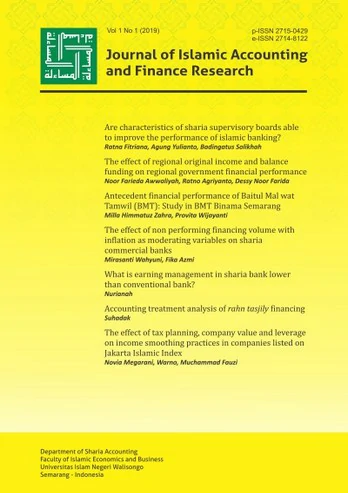 Vol 1 No 1 (2019)
p-ISSN 2715-0429
e-ISSN 2714-8122
Journal of Islamic Accounting
and Finance Research
Are characteristics of sharia supervisory boards able
to improve the performance of islamic banking?
Ratna Fitriana, Agung Yulianto, Badingatus Solikhah
The effect of regional original income and balance
funding on regional government financial performance
Noor Farieda Awwaliyah, Ratno Agriyanto, Dessy Noor Farida
Antecedent financial performance of Baitul Mal wat
Tamwil (BMT): Study in BMT Binama Semarang
Milla Himmatuz Zahra, Provita Wijayanti
The effect of non performing financing volume with
inflation as moderating variables on sharia
commercial banks
Mirasanti Wahyuni, Fika Azmi
What is earning management in sharia bank lower
than conventional bank?
Nurianah
Accounting treatment analysis of rahn tasjily financing
Suhadak
The effect of tax planning, company value and leverage
on income smoothing practices in companies listed on
Jakarta Islamic Index
Novia Megarani, Warno, Muchammad Fauzi
Department of Sharia Accounting
Faculty of Islamic Economics and Business
Universitas Islam Negeri Walisongo
Semarang - Indonesia